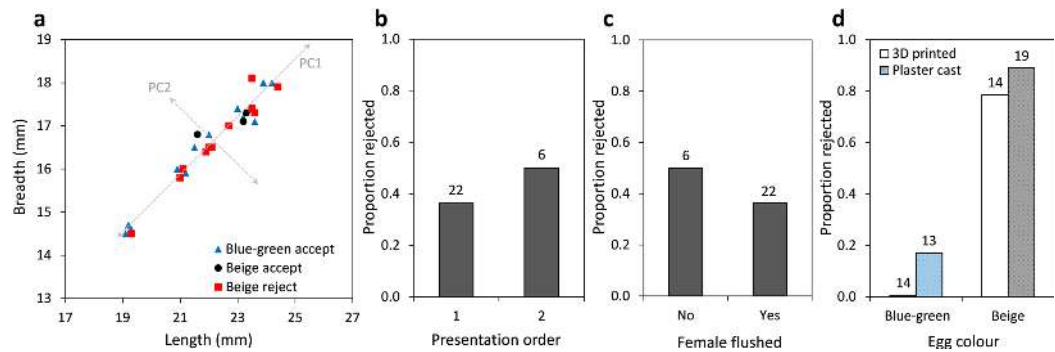 a
Breadth (mm)
19
18
17
16
15
14
13
PC1
PC2
Blue-green accept
Beige accept
Beige reject
17 19 21 23 25 27
Length (mm)
b
Proportion rejected
1.0
0.8
0.6
0.4
0.2
0.0
22
6
1 2
Presentation order
c
Proportion rejected
1.0
0.8
0.6
0.4
0.2
0.0
6
22
No Yes
Female flushed
d
Proportion rejected
1.0
0.8
0.6
0.4
0.2
0.0
3D printed
Plaster cast
14
13
14
19
Blue-green Beige
Egg colour